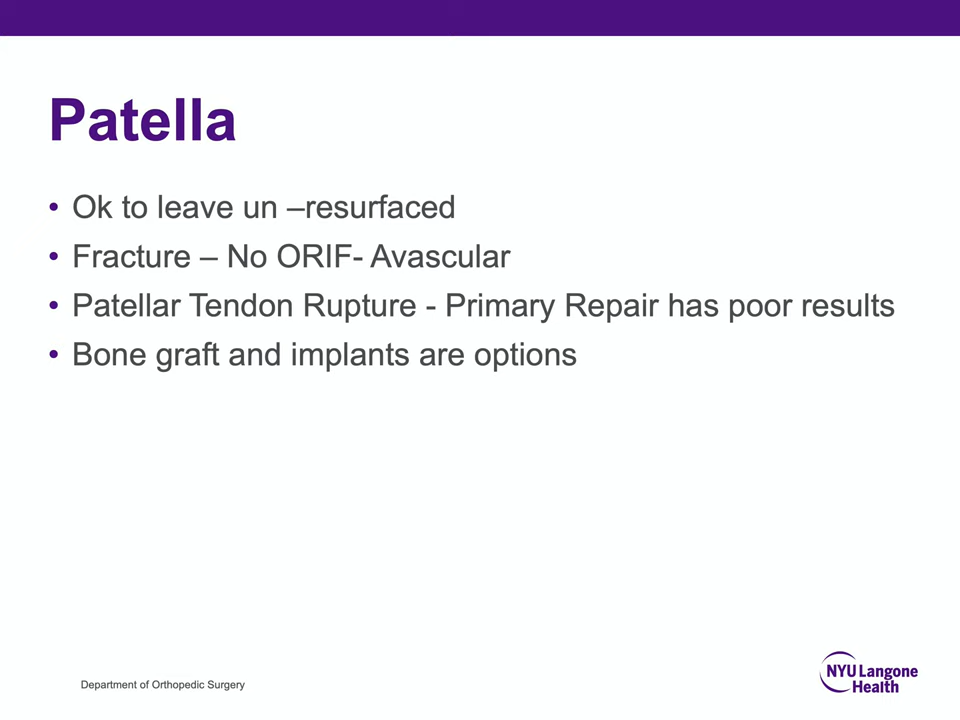 Patella
• Ok to leave un –resurfaced
• Fracture – No ORIF- Avascular
• Patellar Tendon Rupture - Primary Repair has poor results
• Bone graft and implants are options
Department of Orthopedic Surgery
NYU Langone
Health